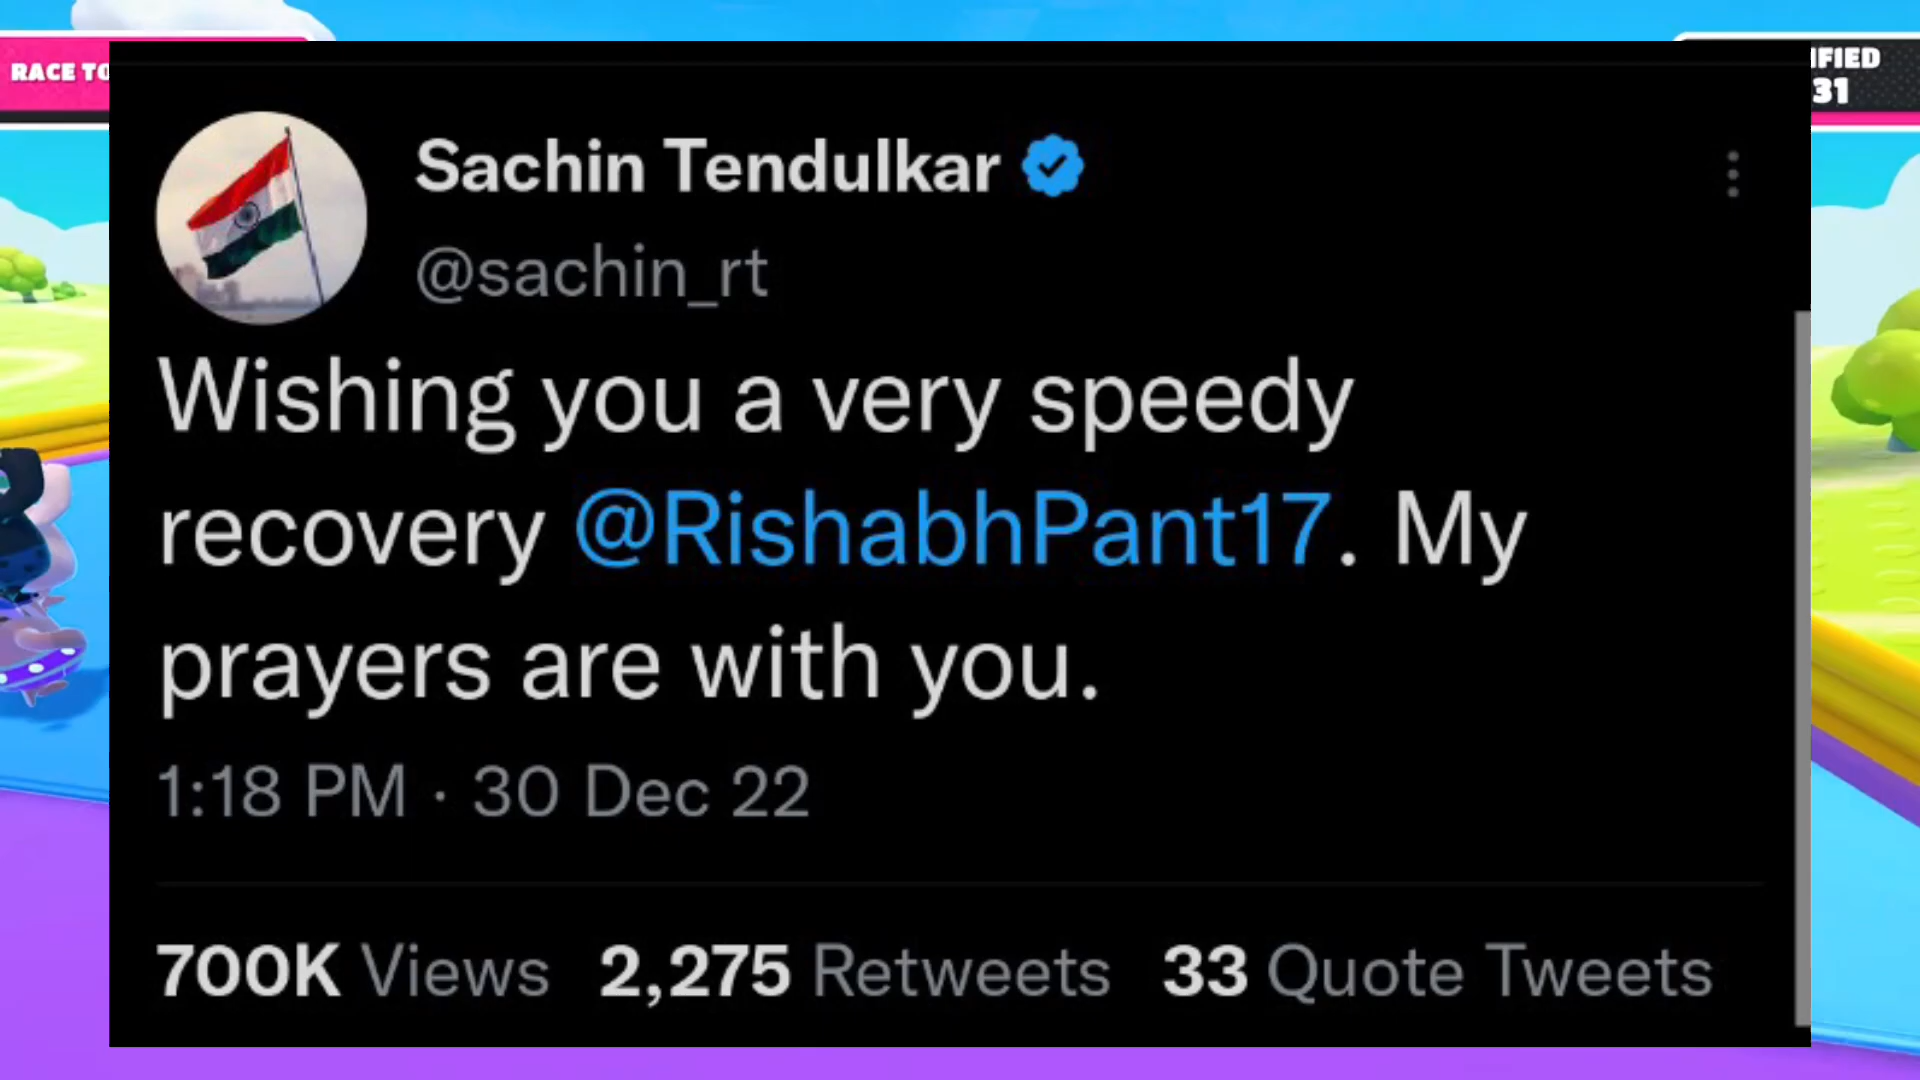 RACE TO
IFIED
31
Sachin Tendulkar
@sachin_rt
Wishing you a very speedy
recovery @RishabhPant17. My
prayers are with you.
1:18 PM · 30 Dec 22
700K Views 2,275 Retweets 33 Quote Tweets